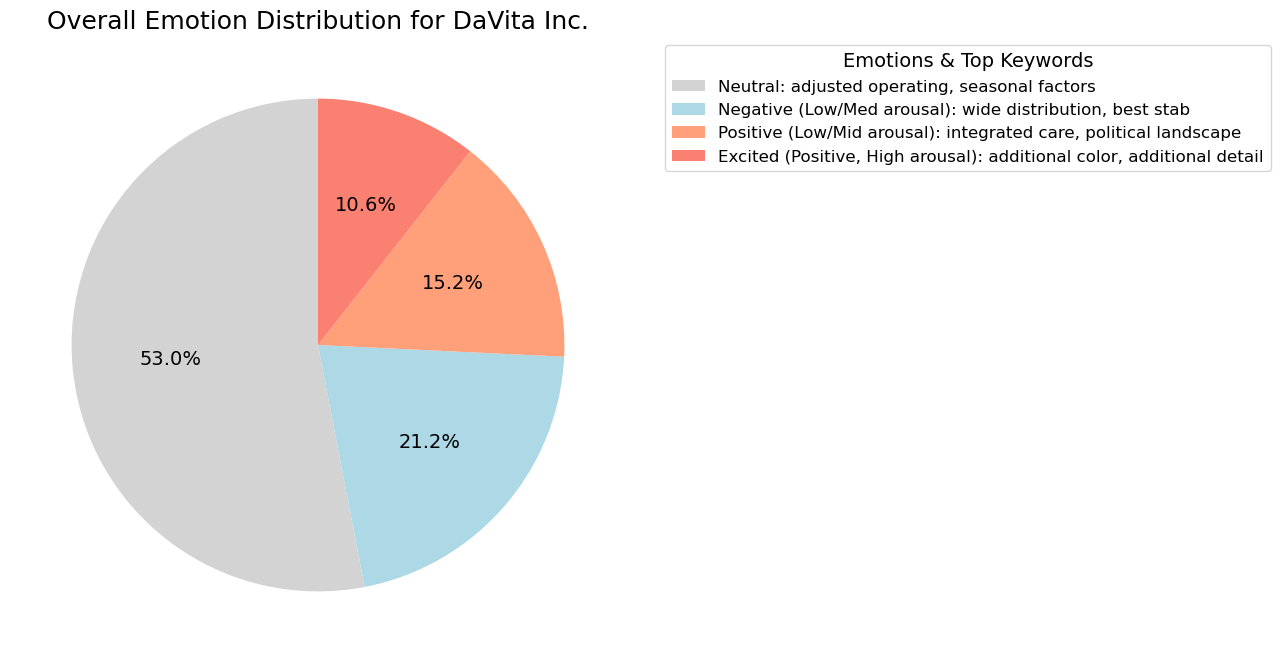 Overall Emotion Distribution for DaVita Inc.
Emotions & Top Keywords
Neutral: adjusted operating, seasonal factors
Negative (Low/Med arousal): wide distribution, best stab
Positive (Low/Mid arousal): integrated care, political landscape
Excited (Positive, High arousal): additional color, additional detail
10.6%
15.2%
53.0%
21.2%